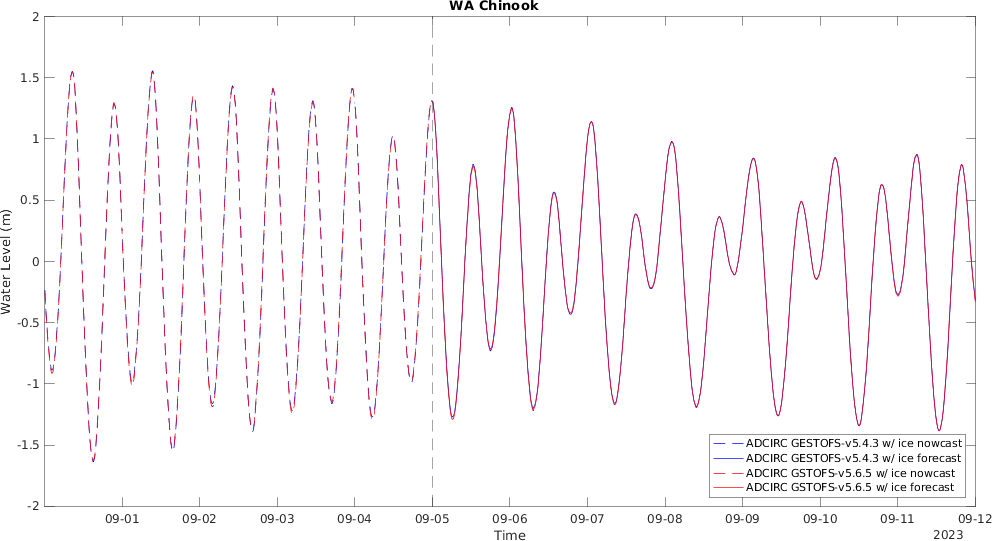 WA Chinook
2
1.5
1
0.5
0
-0.5
-1
-1.5
-2
Water Level (m)
09-01 09-02 09-03 09-04 09-05 09-06 09-07 09-08 09-09 09-10 09-11 09-12
Time
2023
ADCIRC GESTOFS-v5.4.3 w/ ice nowcast
ADCIRC GESTOFS-v5.4.3 w/ ice forecast
ADCIRC GSTOFS-v5.6.5 w/ ice nowcast
ADCIRC GSTOFS-v5.6.5 w/ ice forecast